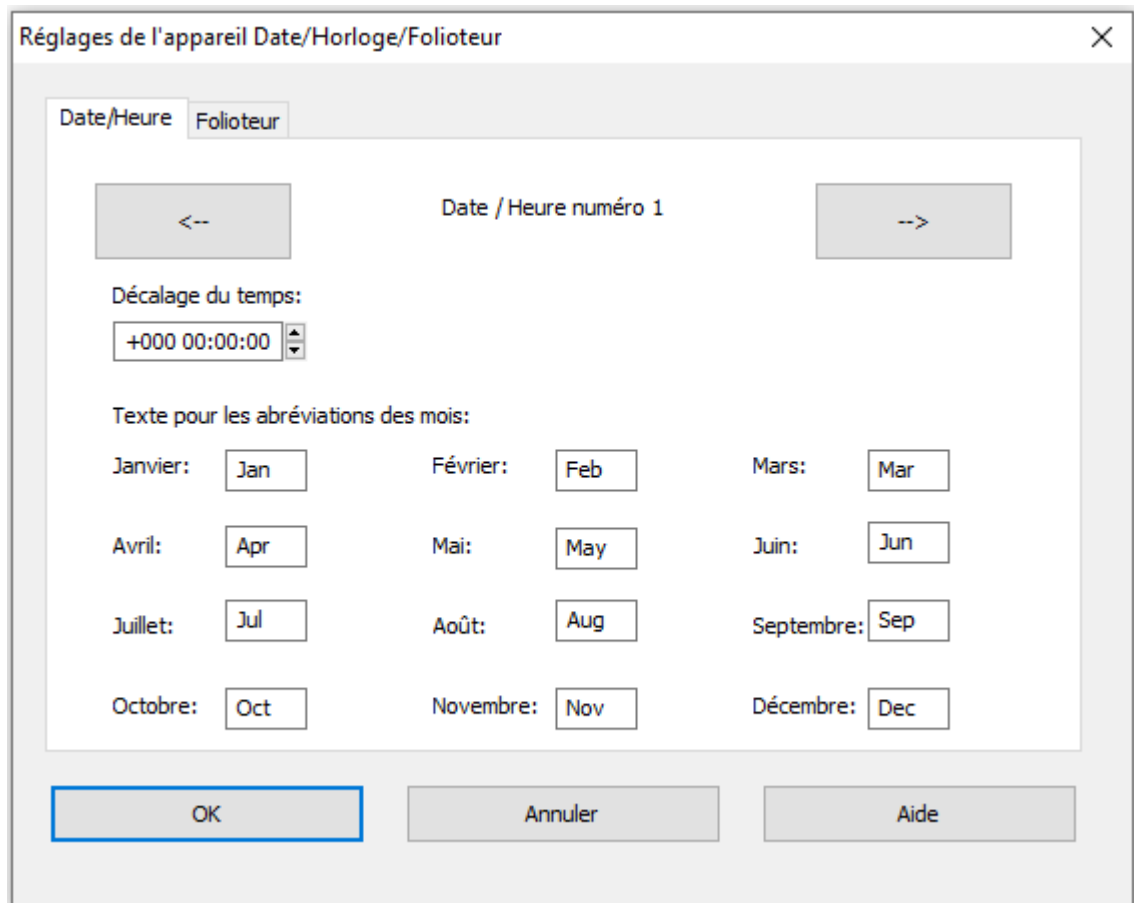 Réglages de l'appareil Date/Horloge/Folioteur
Date/Heure Folioteur
<-- Date / Heure numéro 1 -->
Décalage du temps:
+000 00:00:00
Texte pour les abréviations des mois:
Janvier: Jan Février: Feb Mars: Mar
Avril: Apr Mai: May Juin: Jun
Juillet: Jul Août: Aug Septembre: Sep
Octobre: Oct Novembre: Nov Décembre: Dec
OK Annuler Aide